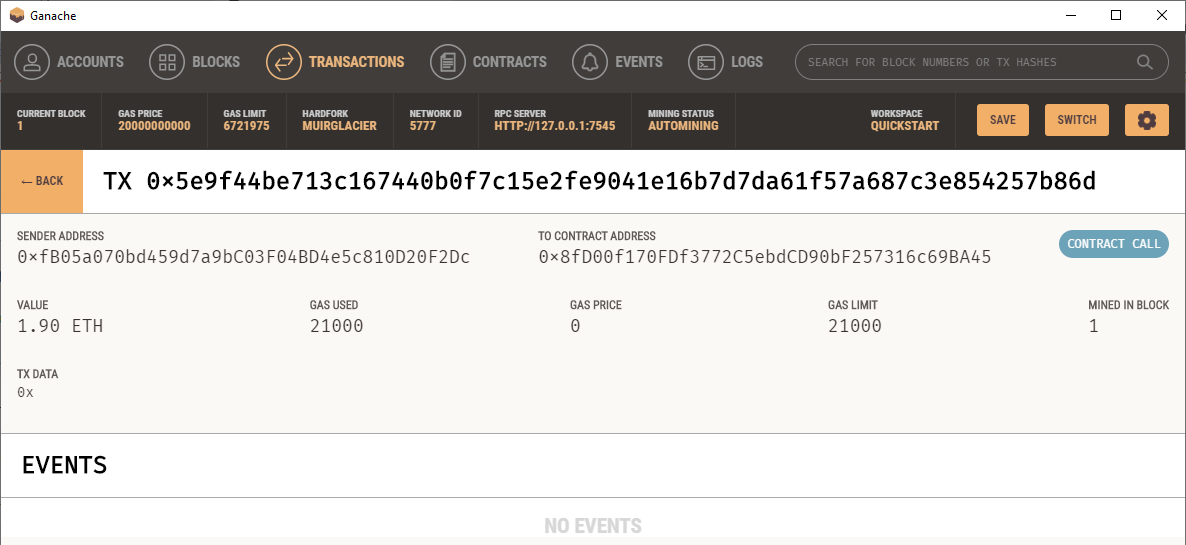 Ganache
ACCOUNTS BLOCKS TRANSACTIONS CONTRACTS EVENTS LOGS SEARCH FOR BLOCK NUMBERS OR TX HASHES
CURRENT BLOCK GAS PRICE GAS LIMIT HARDFORK NETWORK ID RPC SERVER MINING STATUS WORKSPACE
1 20000000000 6721975 MUIRGLACIER 5777 HTTP://127.0.0.1:7545 AUTOMINING QUICKSTART SAVE SWITCH
← BACK TX 0×5e9f44be713c167440b0f7c15e2fe9041e16b7d7da61f57a687c3e854257b86d
SENDER ADDRESS TO CONTRACT ADDRESS
0×fB05a070bd459d7a9bC03F04BD4e5c810D20F2Dc 0×8fD00f170FDf3772C5ebdCD90bF257316c69BA45 CONTRACT CALL
VALUE GAS USED GAS PRICE GAS LIMIT MINED IN BLOCK
1.90 ETH 21000 0 21000 1
TX DATA
0x
EVENTS
NO EVENTS